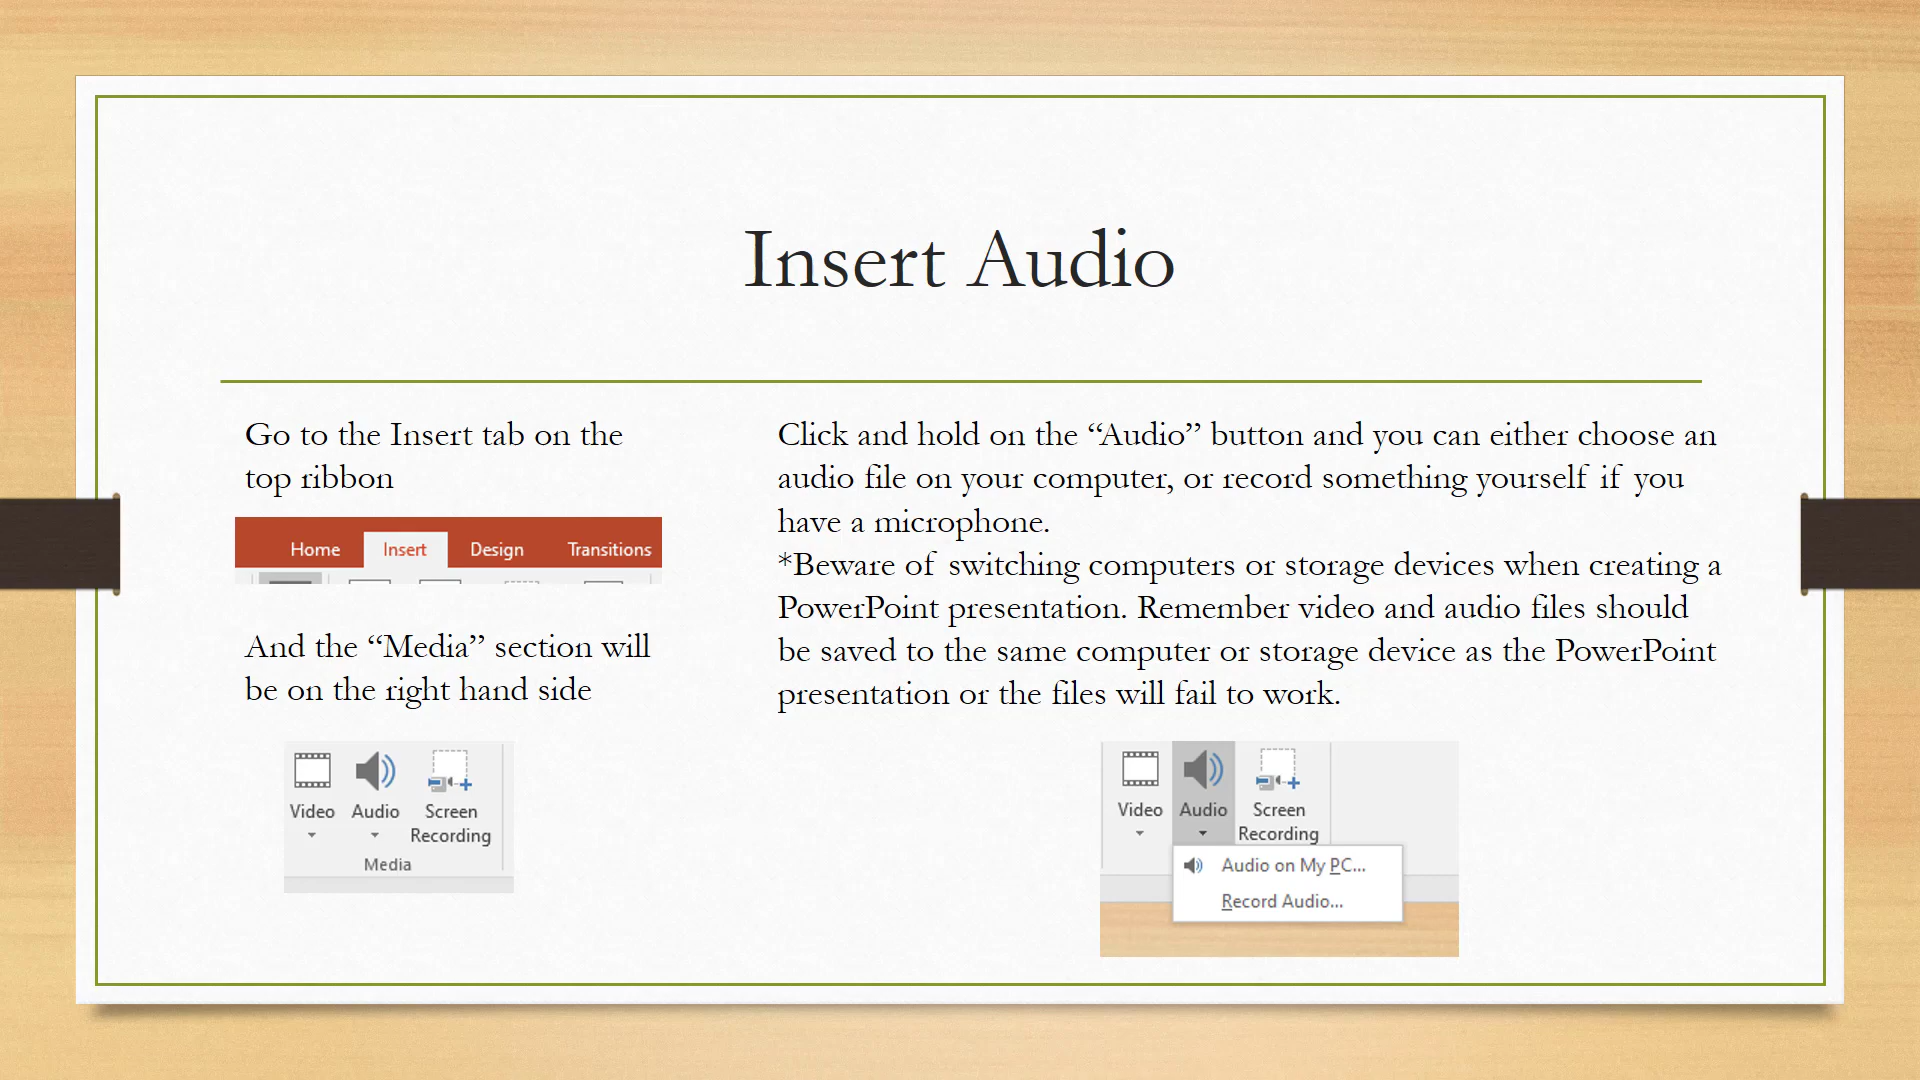 Insert Audio
Go to the Insert tab on the
top ribbon
Home Insert Design Transitions
And the “Media” section will
be on the right hand side
Video Audio Screen
Recording
Media
Click and hold on the “Audio” button and you can either choose an
audio file on your computer, or record something yourself if you
have a microphone.
*Beware of switching computers or storage devices when creating a
PowerPoint presentation. Remember video and audio files should
be saved to the same computer or storage device as the PowerPoint
presentation or the files will fail to work.
Video Audio Screen
Recording
Audio on My PC...
Record Audio...